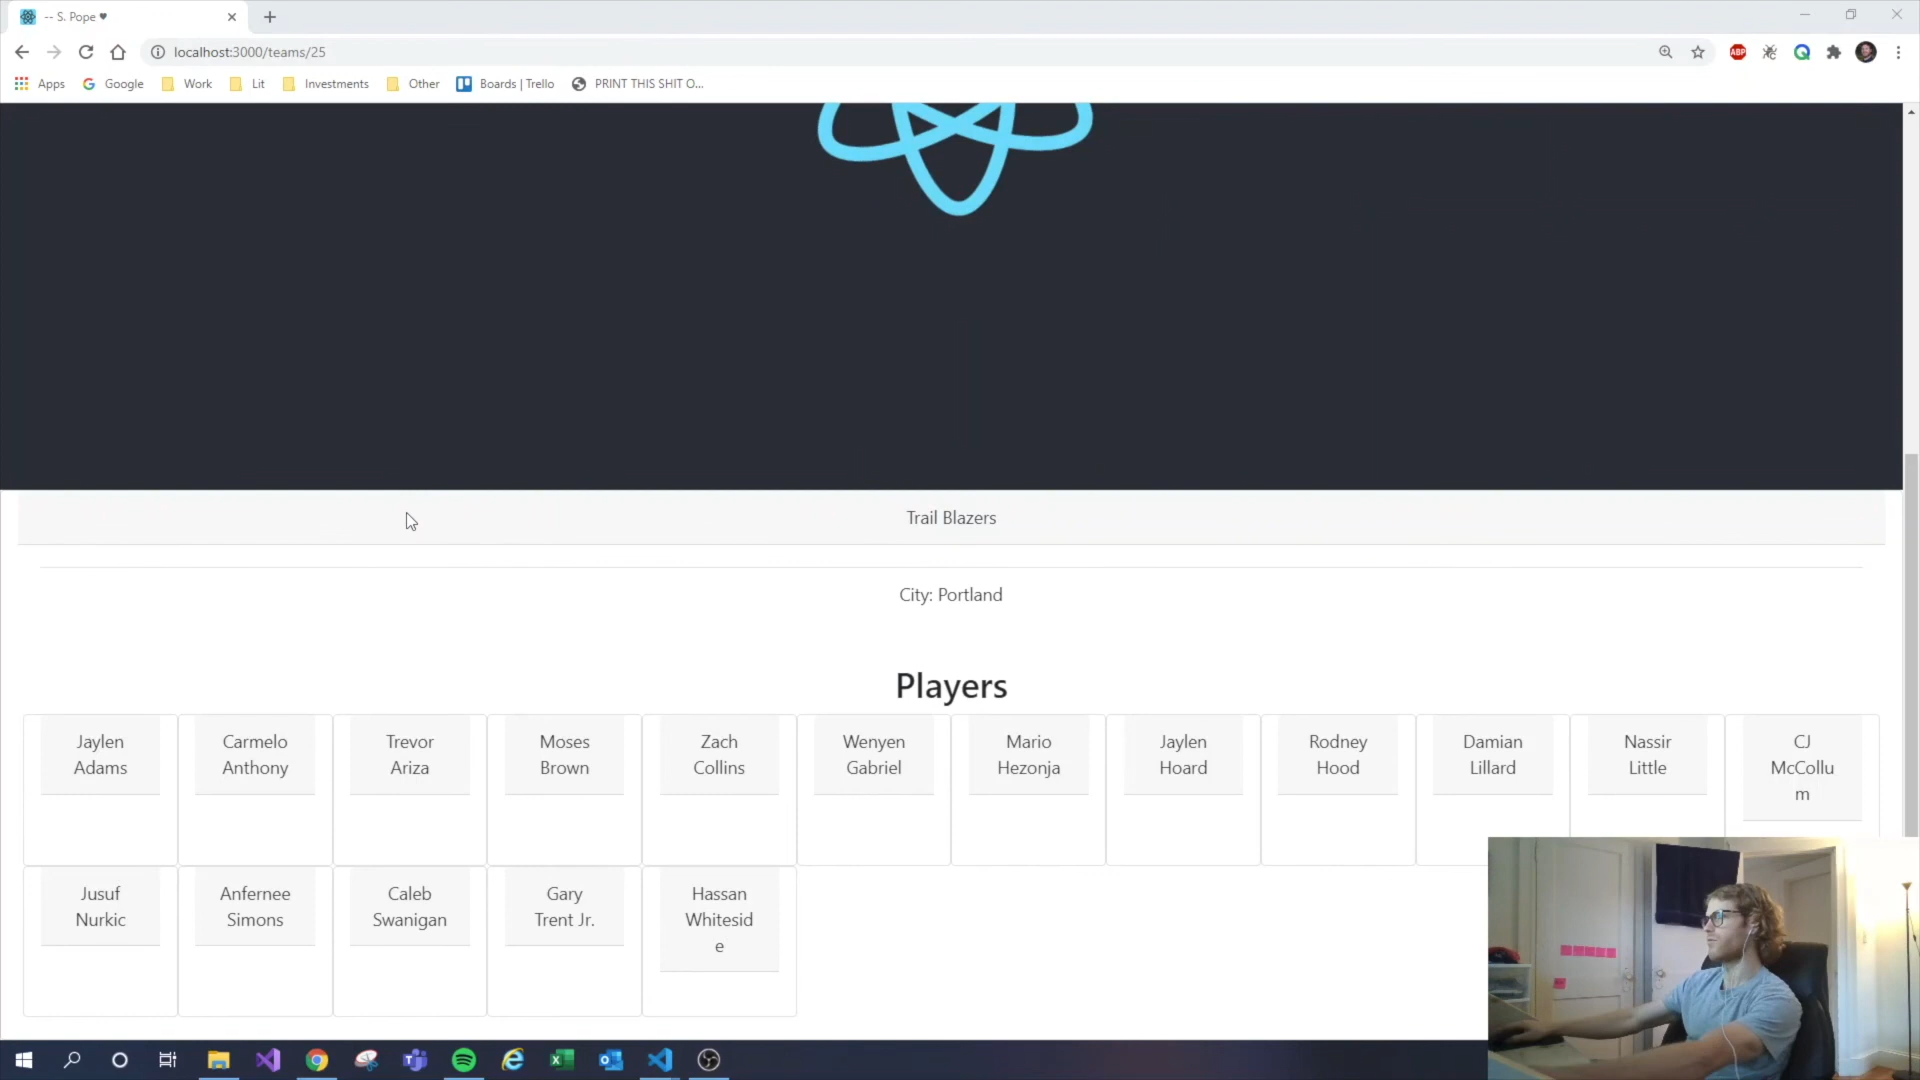 -- S. Pope ♥
localhost:3000/teams/25
ABP
Apps
Google
Work
Lit
Investments
Other
Boards | Trello
PRINT THIS SHIT O...
Trail Blazers
City: Portland
Players
Jaylen
Adams
Carmelo
Anthony
Trevor
Ariza
Moses
Brown
Zach
Collins
Wenyen
Gabriel
Mario
Hezonja
Jaylen
Hoard
Rodney
Hood
Damian
Lillard
Nassir
Little
CJ
McCollu
m
Jusuf
Nurkic
Anfernee
Simons
Caleb
Swanigan
Gary
Trent Jr.
Hassan
Whitesid
e